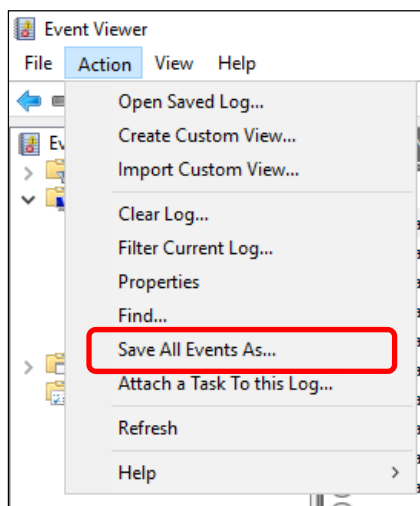 Event Viewer
File Action View Help
Open Saved Log...
Create Custom View...
Import Custom View...
Clear Log...
Filter Current Log...
Properties
Find...
Save All Events As...
Attach a Task To this Log...
Refresh
Help